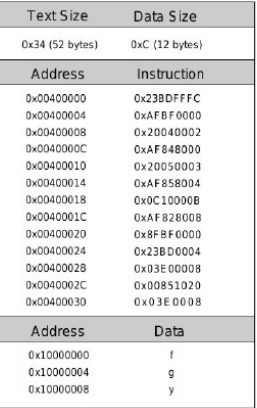 Text Size Data Size
0x34 (52 bytes) 0xC (12 bytes)
Address Instruction
0x00400000 0x23BDFFFC
0x00400004 0xAFBF0000
0x00400008 0x20040002
0x0040000C 0xAF848000
0x00400010 0x20050003
0x00400014 0xAF858004
0x00400018 0x0C10000B
0x0040001C 0xAF828008
0x00400020 0x8FBF0000
0x00400024 0x23BD0004
0x00400028 0x03E00008
0x0040002C 0x00851020
0x00400030 0x03E0008
Address Data
0x10000000 f
0x10000004 g
0x10000008 y